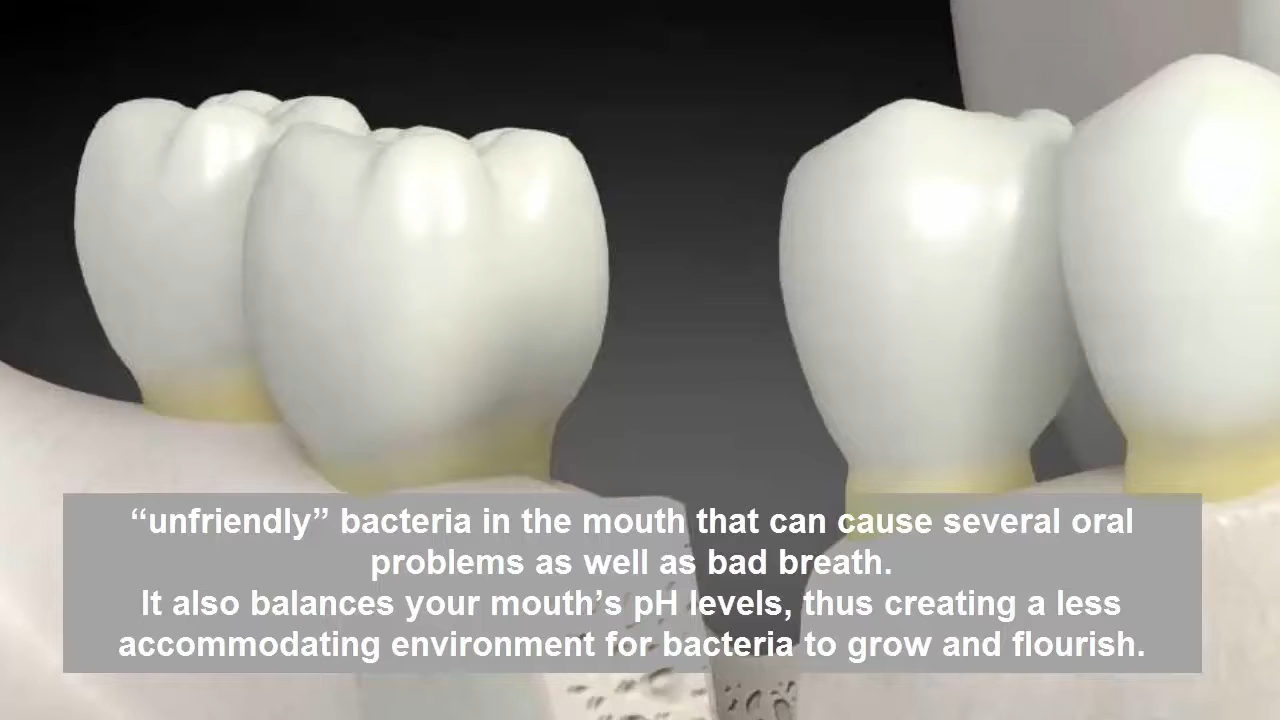 “unfriendly” bacteria in the mouth that can cause several oral
problems as well as bad breath.
It also balances your mouth’s pH levels, thus creating a less
accommodating environment for bacteria to grow and flourish.